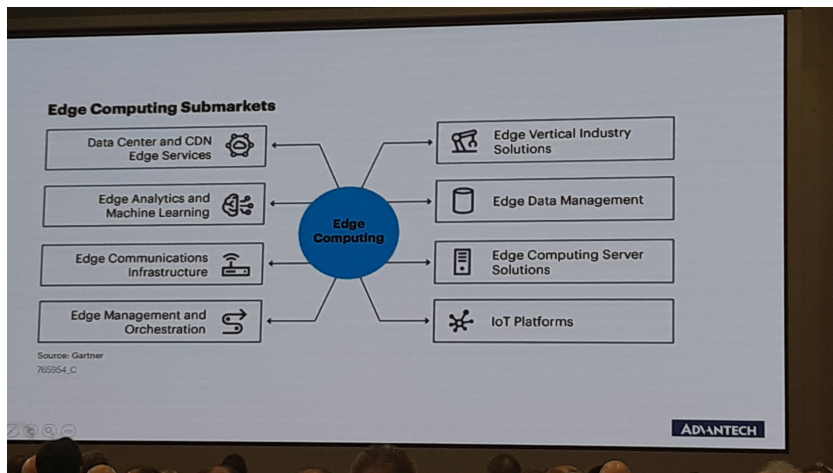 Edge Computing Submarkets
Data Center and CDN
Edge Services
Edge Analytics and
Machine Learning
Edge Communications
Infrastructure
Edge Management and
Orchestration
Edge
Computing
Edge Vertical Industry
Solutions
Edge Data Management
Edge Computing Server
Solutions
IoT Platforms
Source: Gartner
765954_C
ADVANTECH